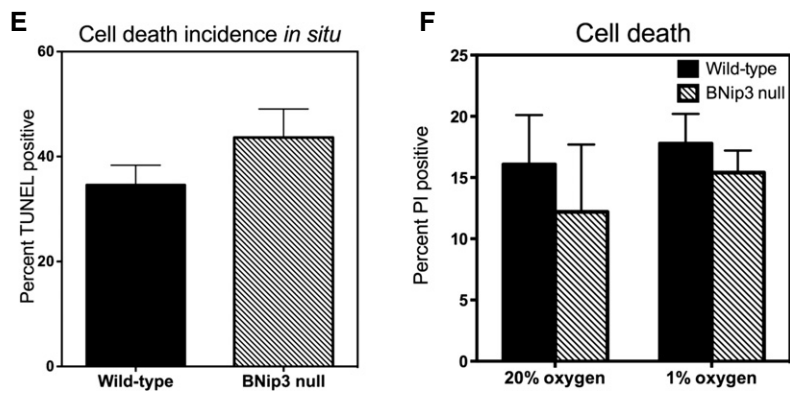 E
Cell death incidence in situ
Percent TUNEL positive
60
40
20
0
Wild-type
BNip3 null
F
Cell death
Percent PI positive
25
20
15
10
5
0
Wild-type
BNip3 null
20% oxygen
1% oxygen